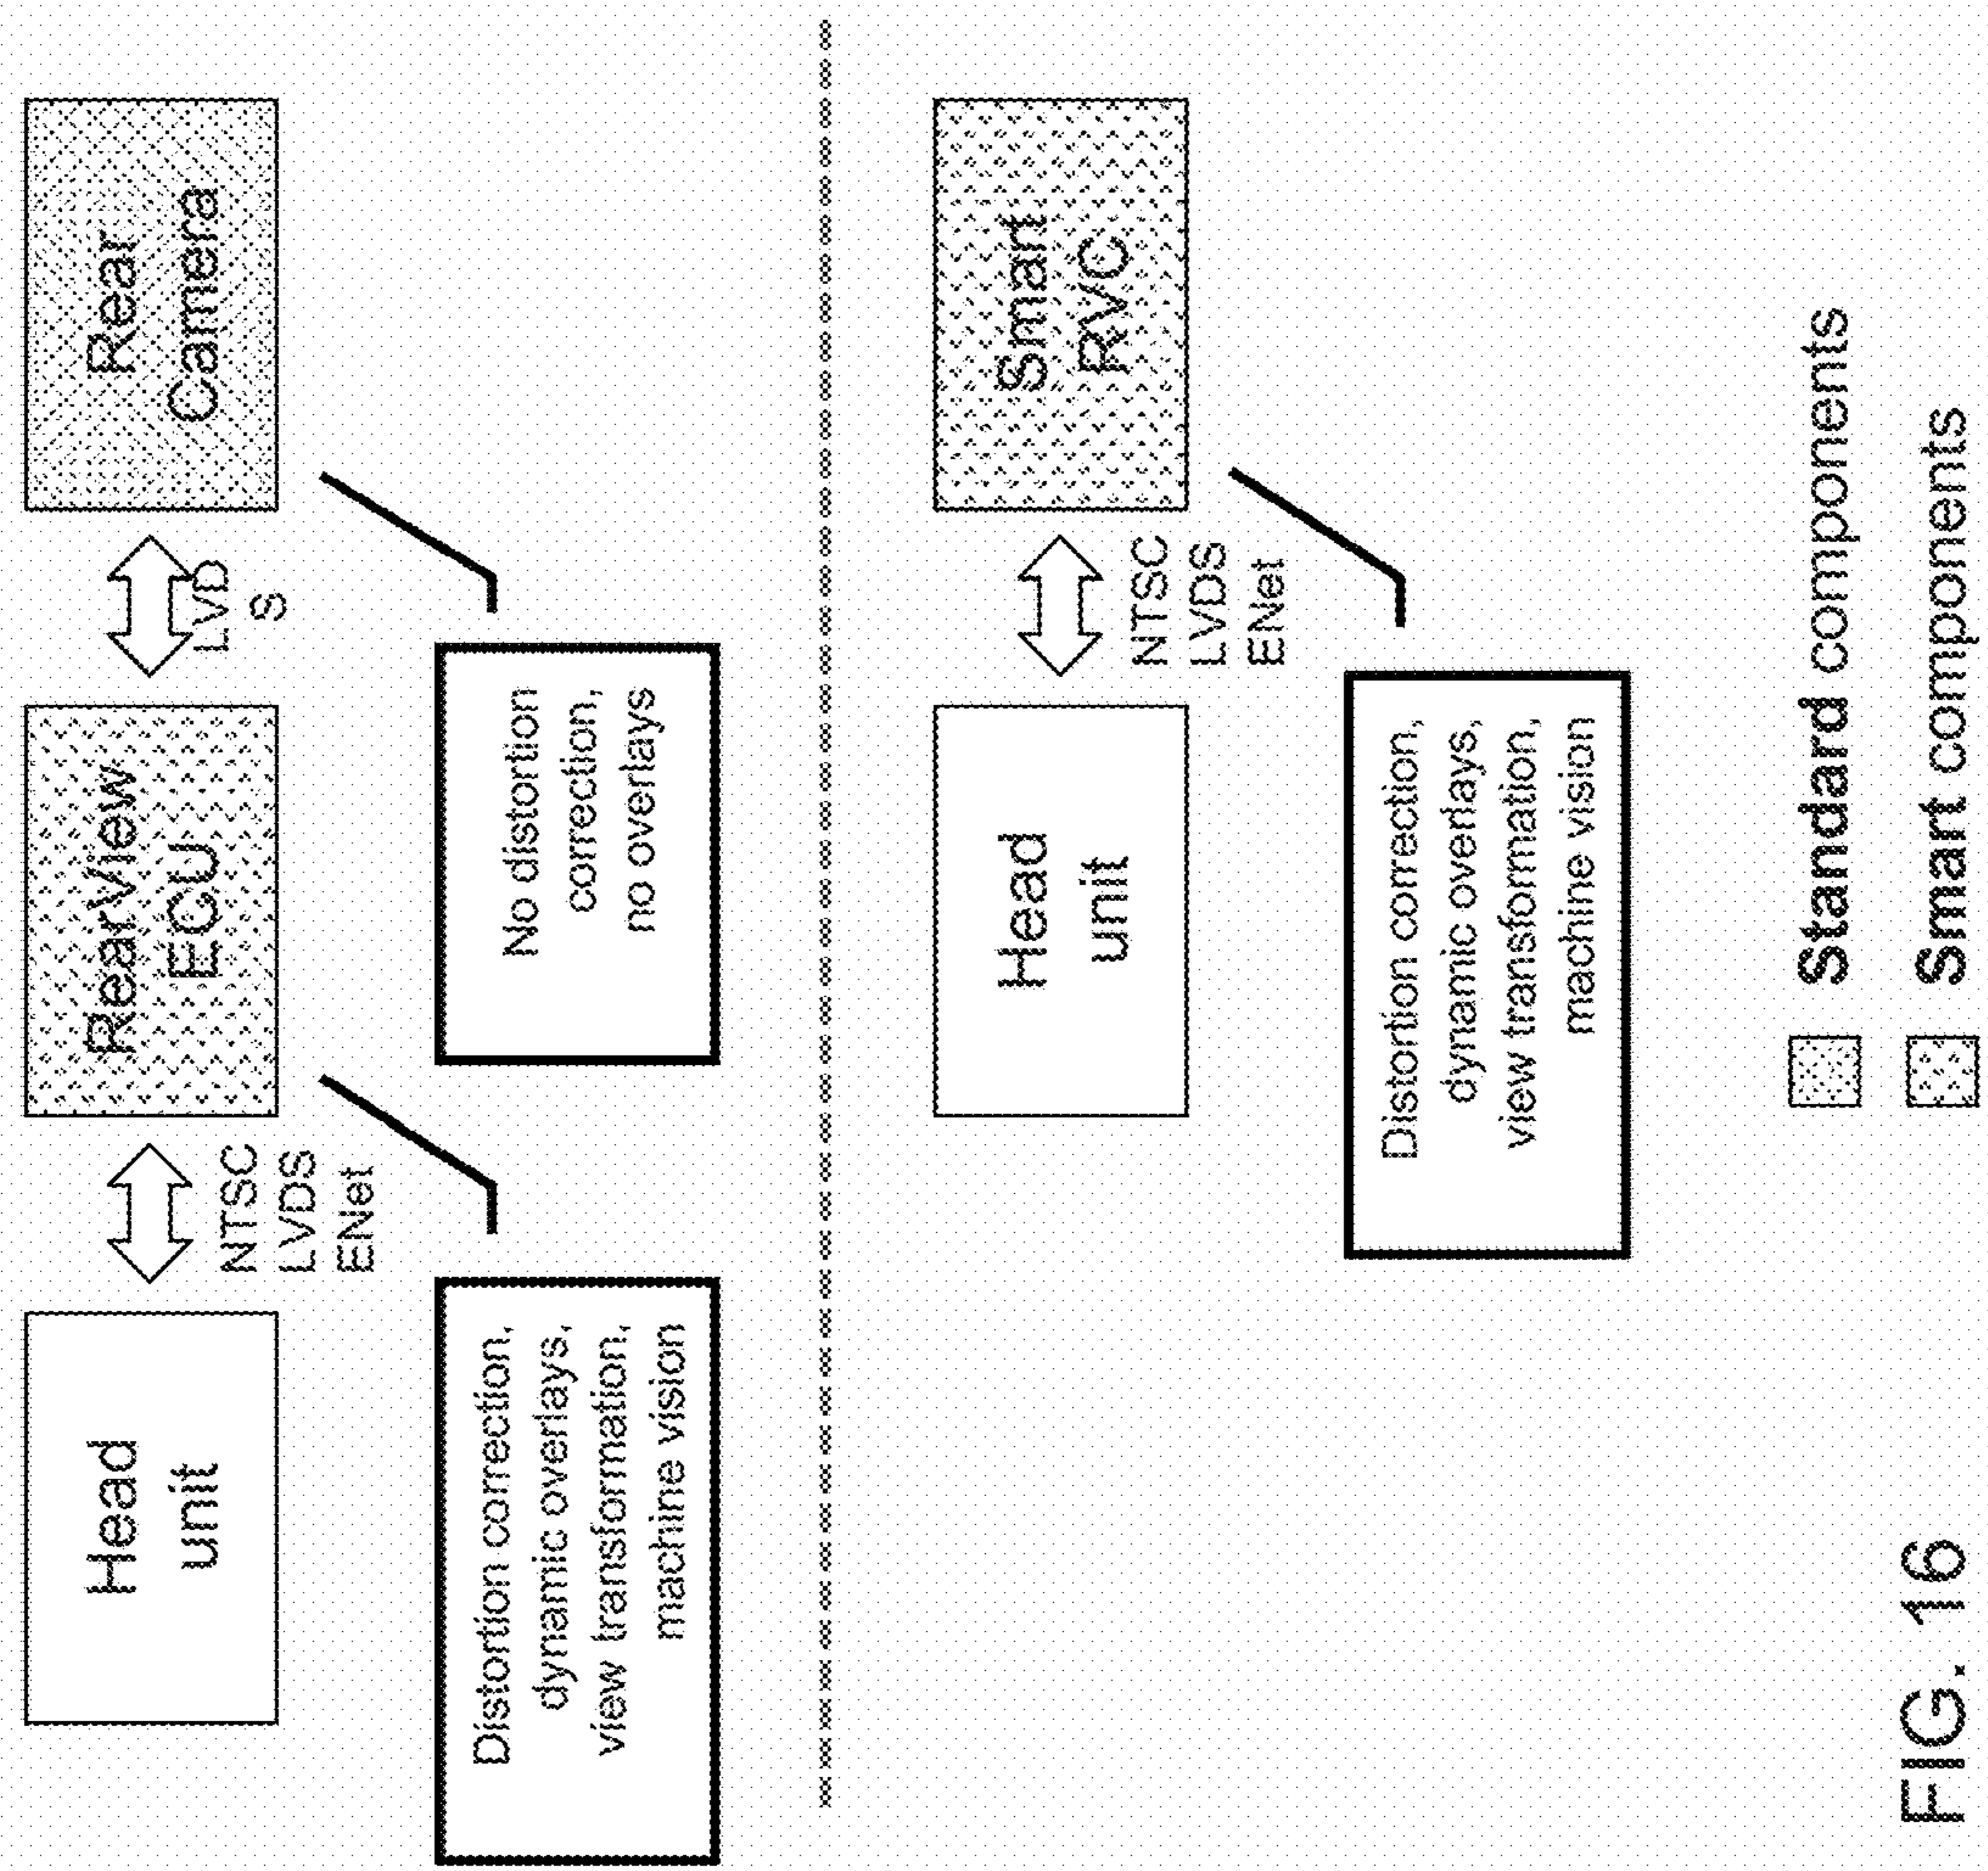 Head
unit
NTSC
LVDS
ENet
RearView
ECU
LVD
S
Rear
Camera
Distortion correction,
dynamic overlays,
view transformation,
machine vision
No distortion
correction,
no overlays
Head
unit
NTSC
LVDS
ENet
Smart
RVC
Distortion correction,
dynamic overlays,
view transformation,
machine vision
Standard components
Smart components
FIG. 16